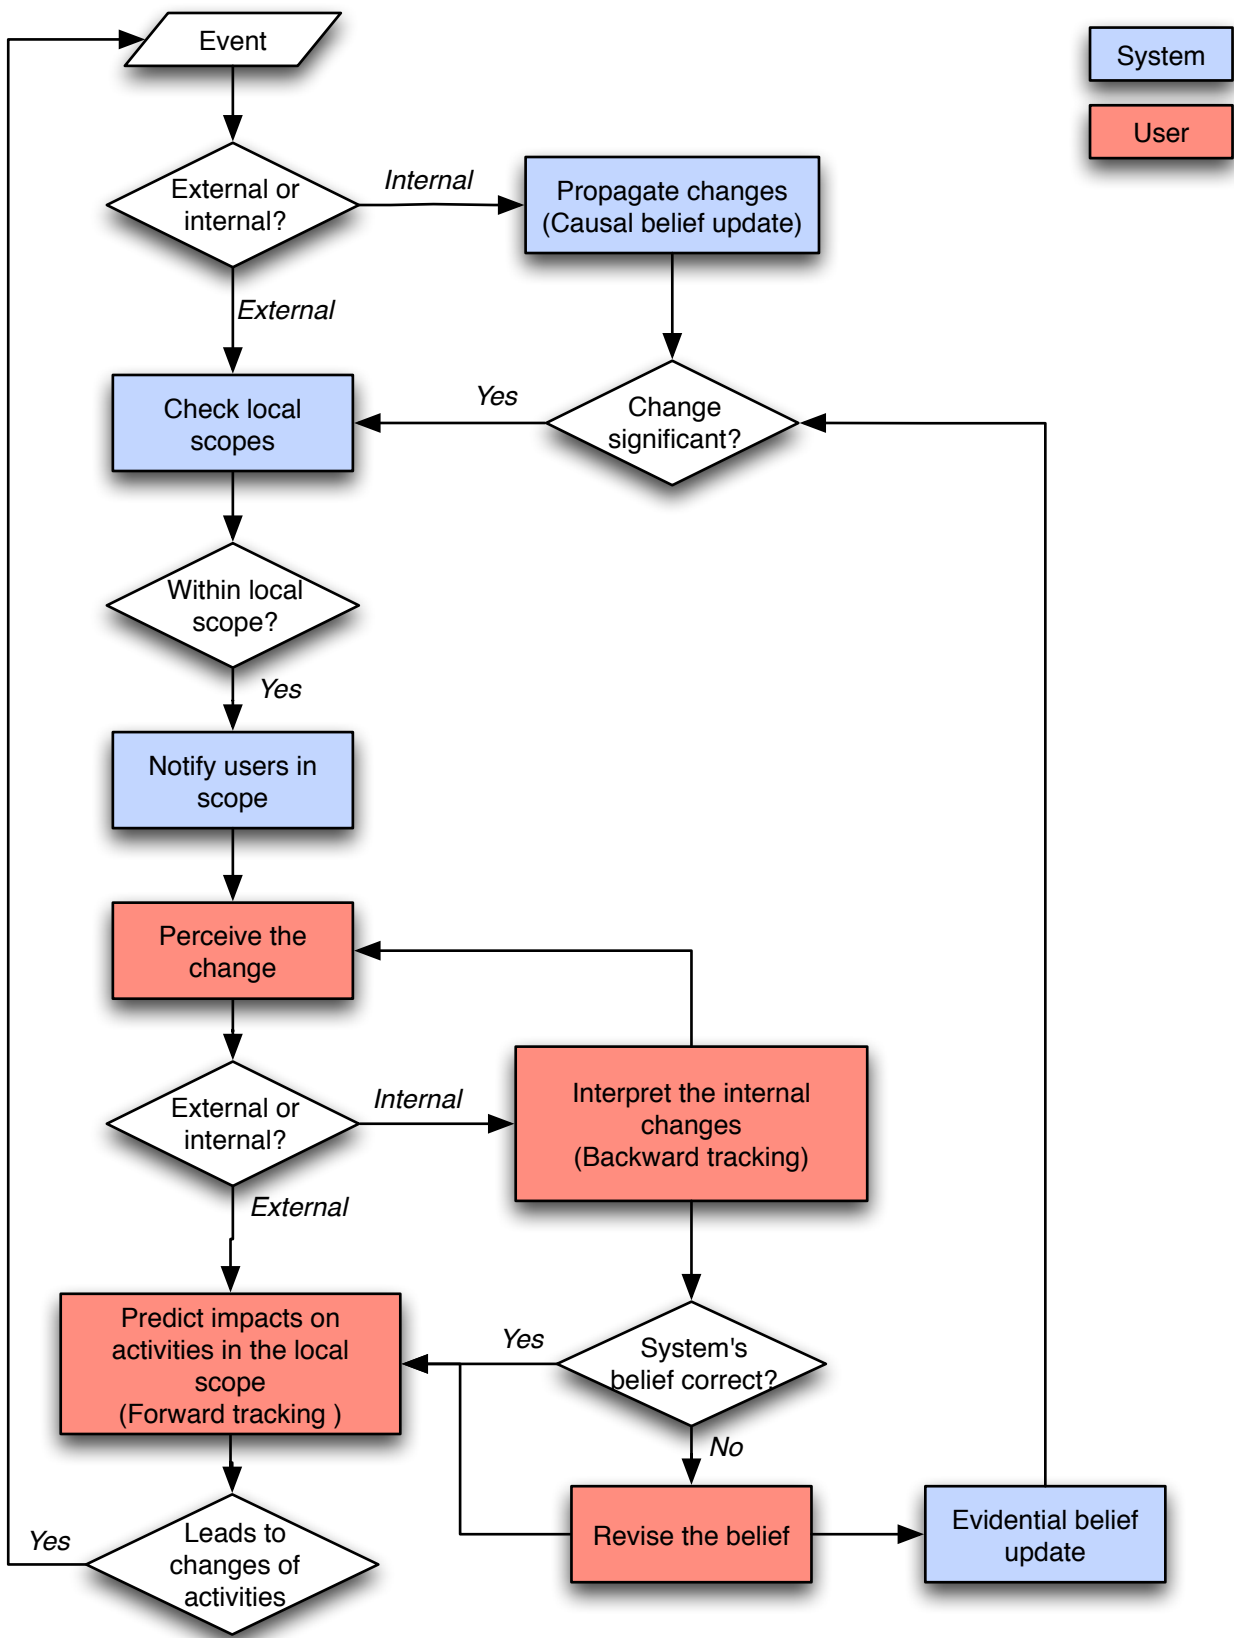 Event
System
User
External or
internal?
Internal
Propagate changes
(Causal belief update)
External
Check local
scopes
Yes
Change
significant?
Within local
scope?
Yes
Notify users in
scope
Perceive the
change
External or
internal?
Internal
Interpret the internal
changes
(Backward tracking)
External
Predict impacts on
activities in the local
scope
(Forward tracking )
Yes
System's
belief correct?
No
Yes
Leads to
changes of
activities
Revise the belief
Evidential belief
update